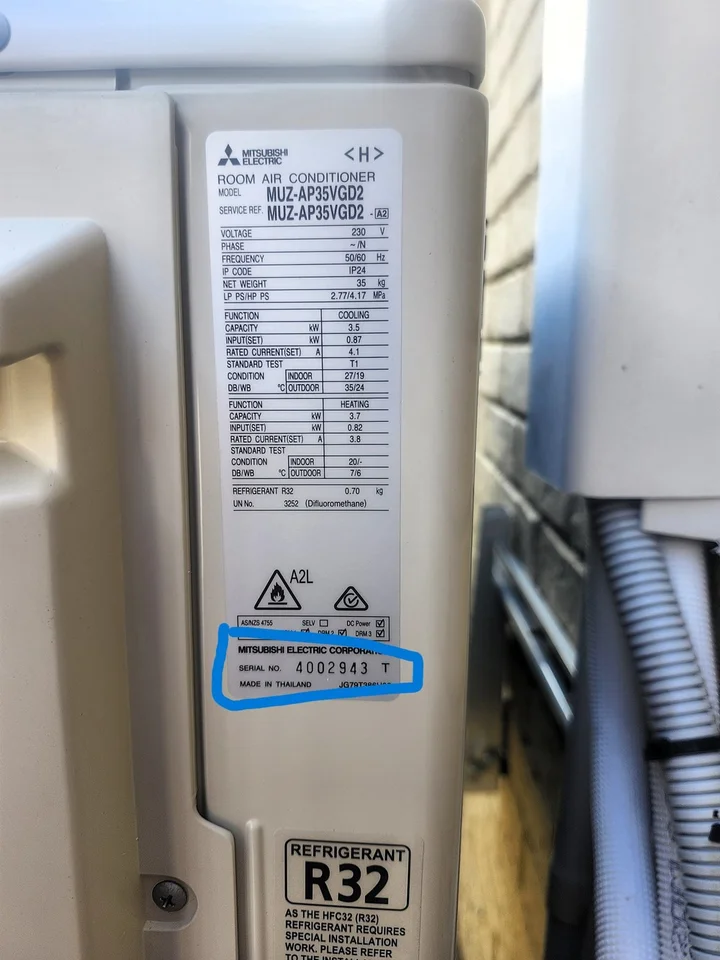 MITSUBISHI
ELECTRIC
<H>
ROOM AIR CONDITIONER
MODEL MUZ-AP35VGD2
SERVICE REF. MUZ-AP35VGD2 - A2
VOLTAGE 230 V
PHASE ~ /N
FREQUENCY 50/60 Hz
IP CODE IP24
NET WEIGHT 35 kg
LP PS/HP PS 2.77/4.17 MPa
FUNCTION COOLING
CAPACITY kW 3.5
INPUT(SET) kW 0.87
RATED CURRENT(SET) A 4.1
STANDARD TEST T1
CONDITION INDOOR 27/19
DB/WB °C OUTDOOR 35/24
FUNCTION HEATING
CAPACITY kW 3.7
INPUT(SET) kW 0.82
RATED CURRENT(SET) A 3.8
STANDARD TEST
CONDITION INDOOR 20/-
DB/WB °C OUTDOOR 7/6
REFRIGERANT R32 0.70 kg
UN No. 3252 (Difluoromethane)
A2L
AS/NZS 4755 SELV DC Power
DRM 2 DRM 3
MITSUBISHI ELECTRIC
SERIAL NO. 4002943 T
MADE IN THAILAND
REFRIGERANT
R32
AS THE HFC32 (R32)
REFRIGERANT REQUIRES
SPECIAL INSTALLATION
WORK. PLEASE REFER